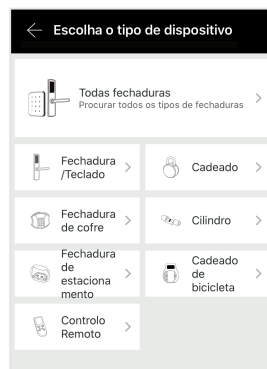 Escolha o tipo de dispositivo
Todas fechaduras
Procurar todos os tipos de fechaduras
Fechadura
/Teclado
Cadeado
Fechadura
de cofre
Cilindro
Fechadura
de
estaciona
mento
Cadeado
de
bicicleta
Controlo
Remoto